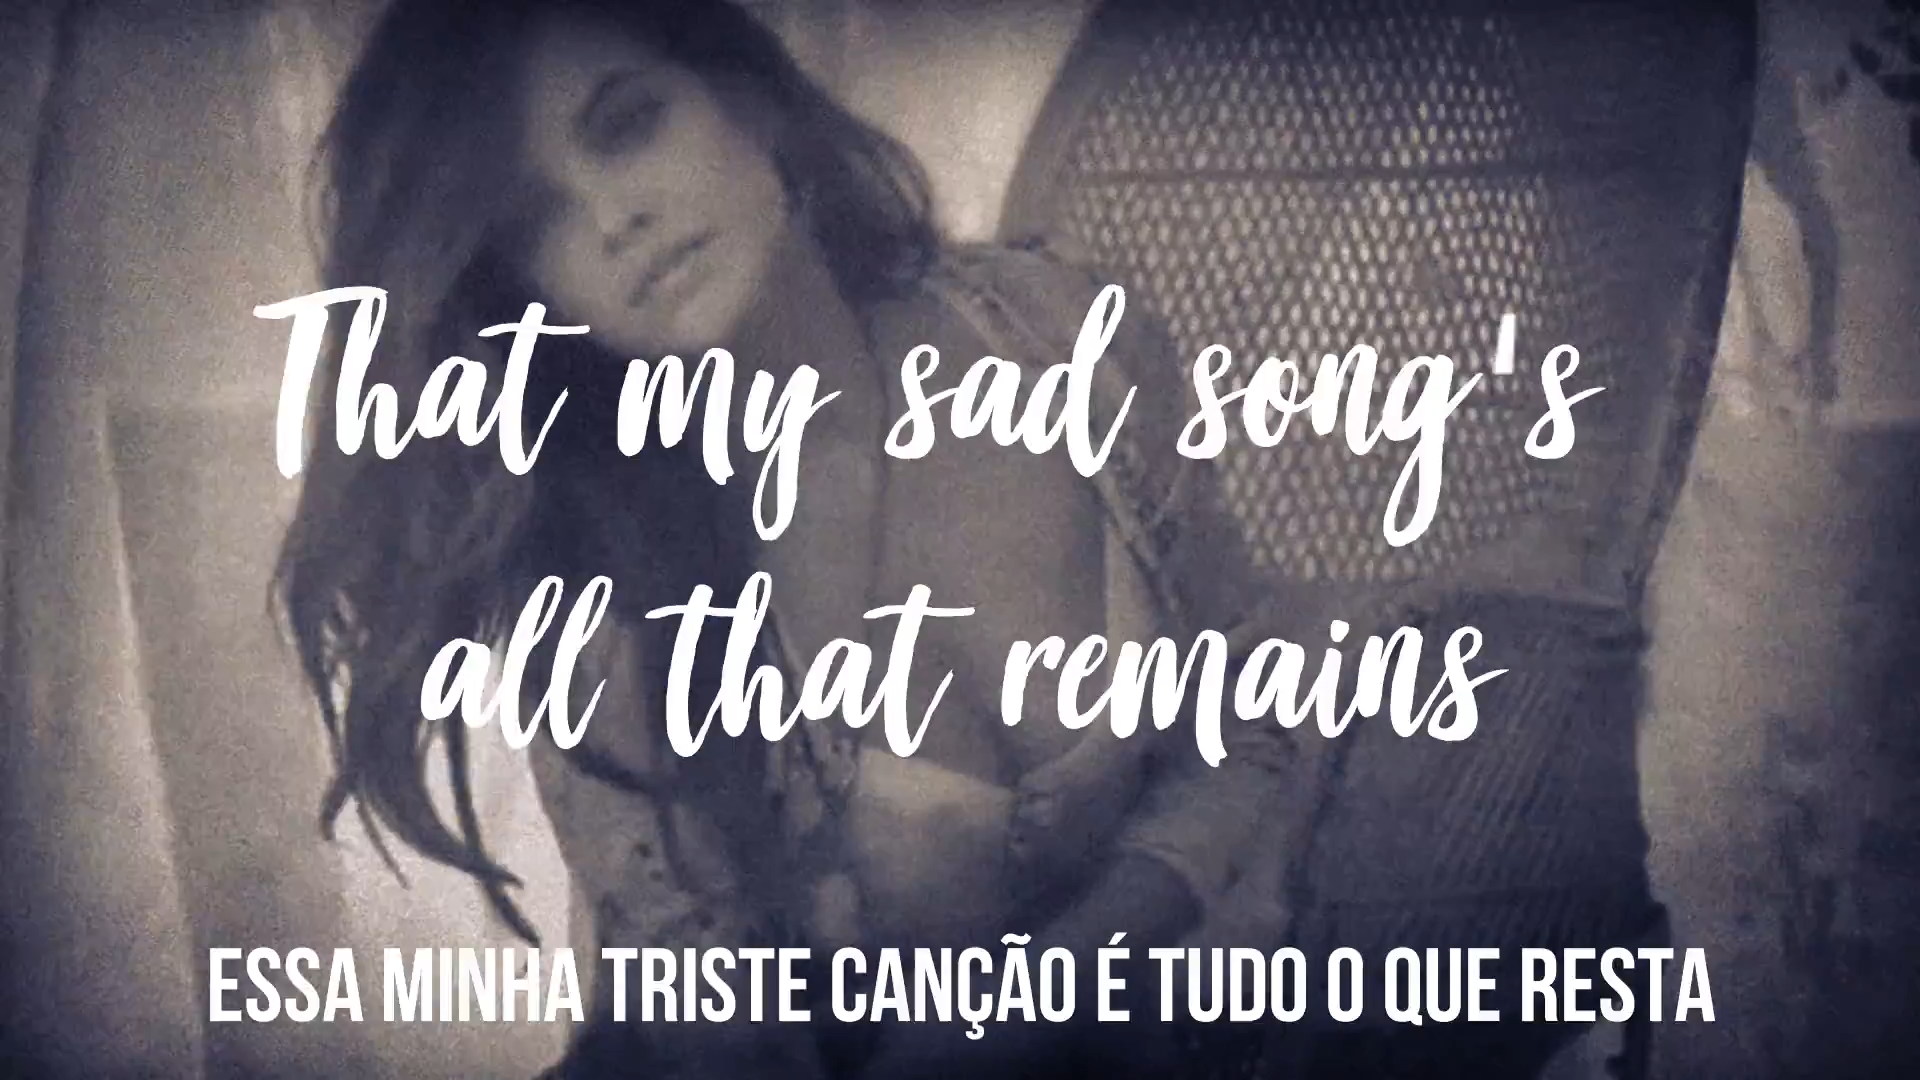 That my sad song's
all that remains
ESSA MINHA TRISTE CANÇÃO É TUDO O QUE RESTA